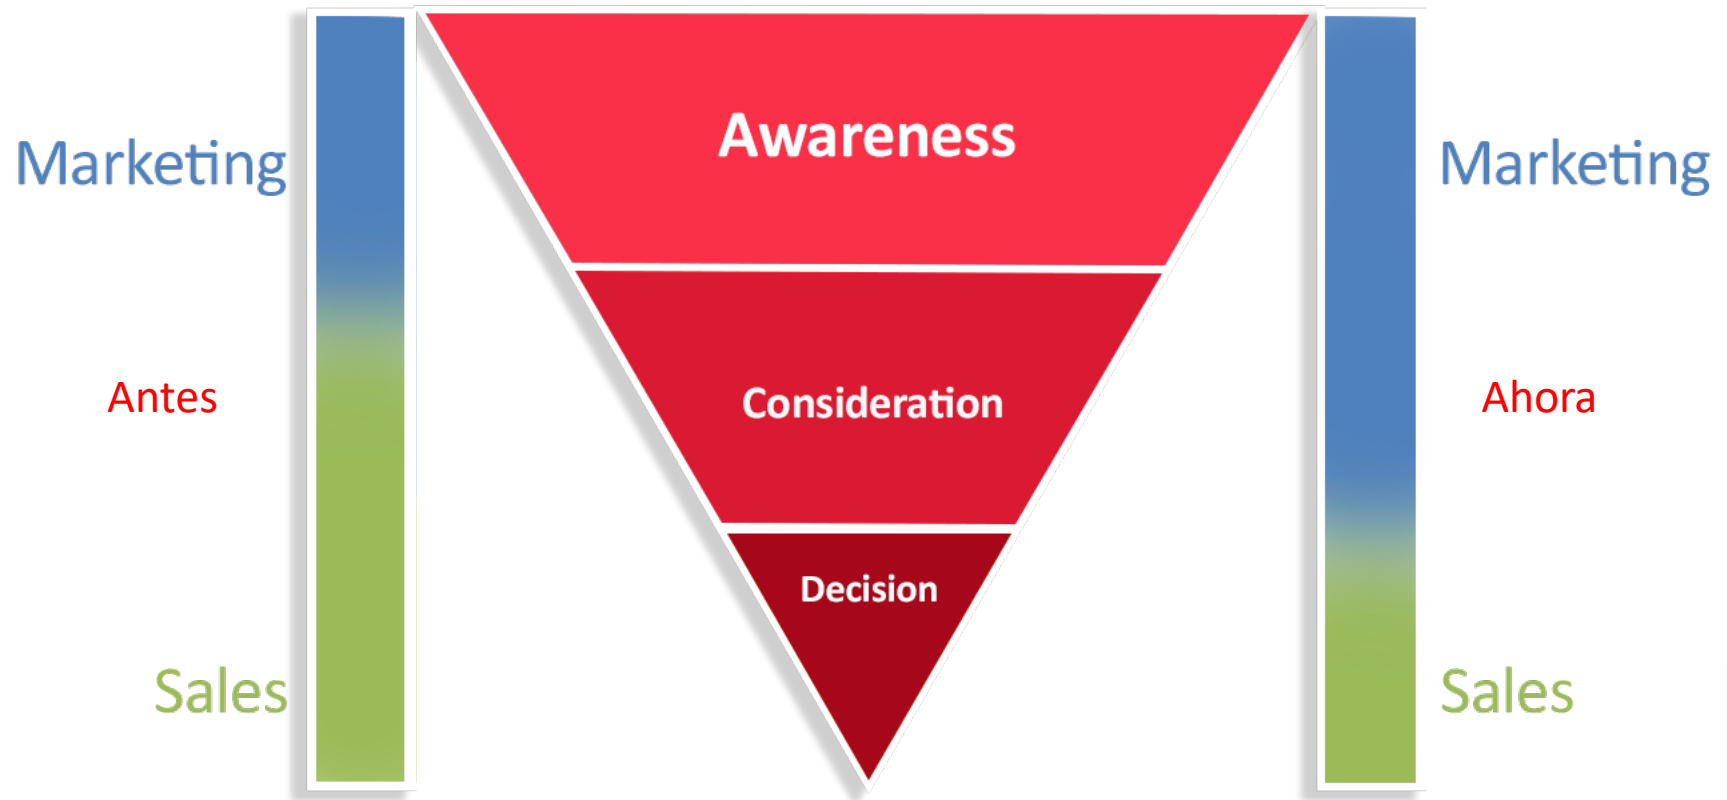 Awareness
Marketing
Marketing
Antes
Consideration
Ahora
Decision
Sales
Sales